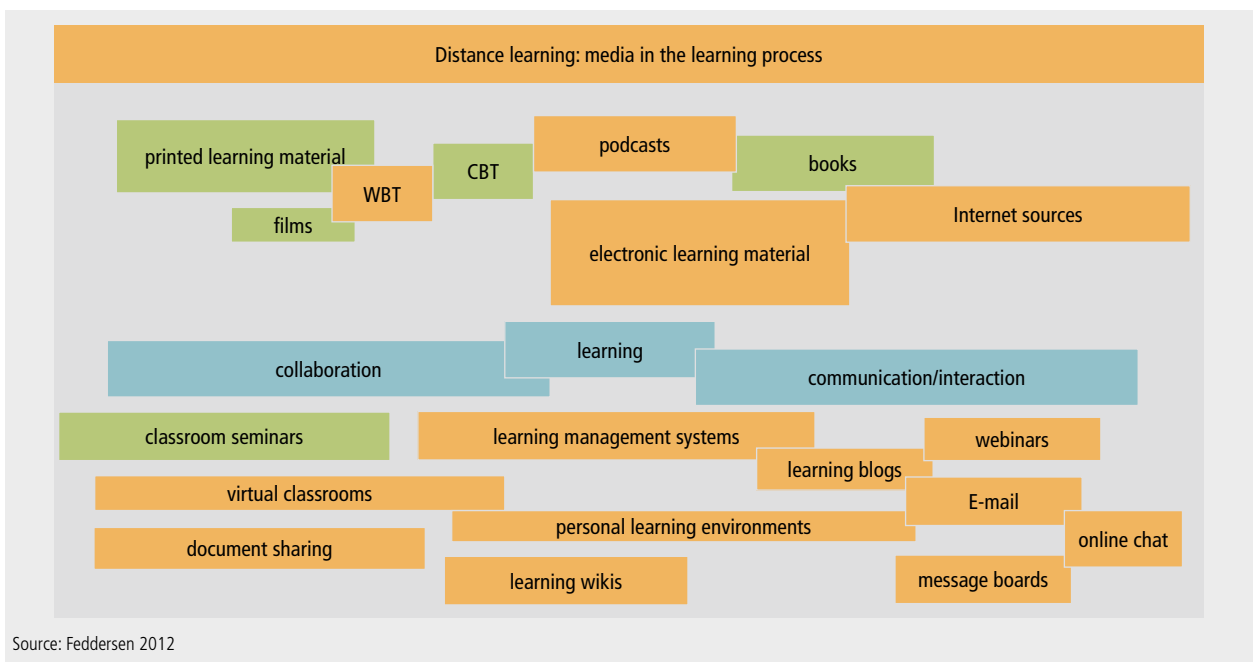 Distance learning: media in the learning process
printed learning material
WBT
CBT
podcasts
books
films
Internet sources
electronic learning material
collaboration
learning
communication/interaction
classroom seminars
learning management systems
webinars
learning blogs
virtual classrooms
E-mail
personal learning environments
document sharing
online chat
learning wikis
message boards
Source: Feddersen 2012